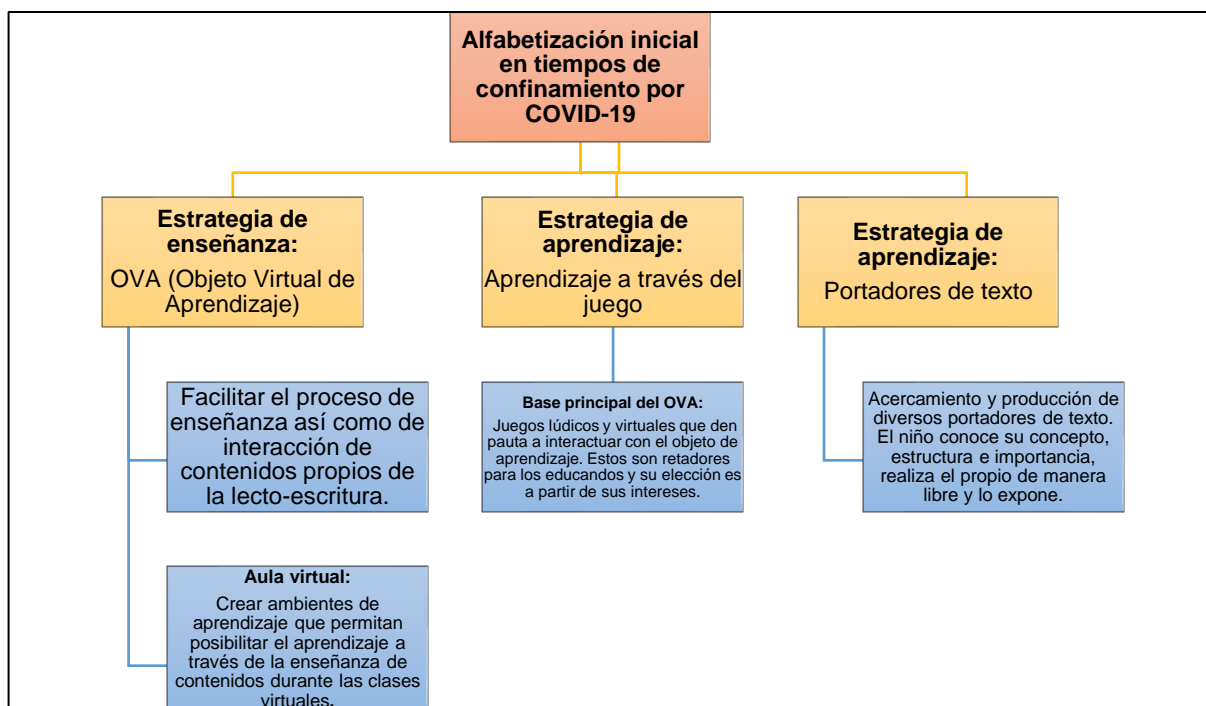 Alfabetización inicial
en tiempos de
confinamiento por
COVID-19
Estrategia de
enseñanza:
OVA (Objeto Virtual de
Aprendizaje)
Estrategia de
aprendizaje:
Aprendizaje a través del
juego
Estrategia de
aprendizaje:
Portadores de texto
Facilitar el proceso de
enseñanza así como de
interacción de
contenidos propios de
la lecto-escritura.
Base principal del OVA:
Juegos lúdicos y virtuales que den
pauta a interactuar con el objeto de
aprendizaje. Estos son retadores
para los educandos y su elección es
a partir de sus intereses.
Acercamiento y producción de
diversos portadores de texto.
El niño conoce su concepto,
estructura e importancia,
realiza el propio de manera
libre y lo expone.
Aula virtual:
Crear ambientes de
aprendizaje que permitan
posibilitar el aprendizaje a
través de la enseñanza de
contenidos durante las clases
virtuales.